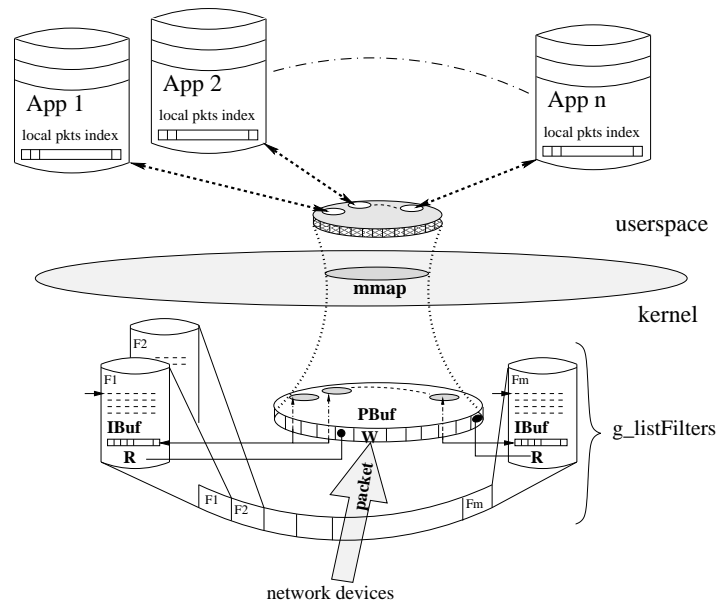 App 1
local pkts index
App 2
local pkts index
App n
local pkts index
userspace
mmap
kernel
F2
F1
IBuf
R
PBuf
W
Fm
IBuf
R
g_listFilters
packet
F1
F2
Fm
network devices